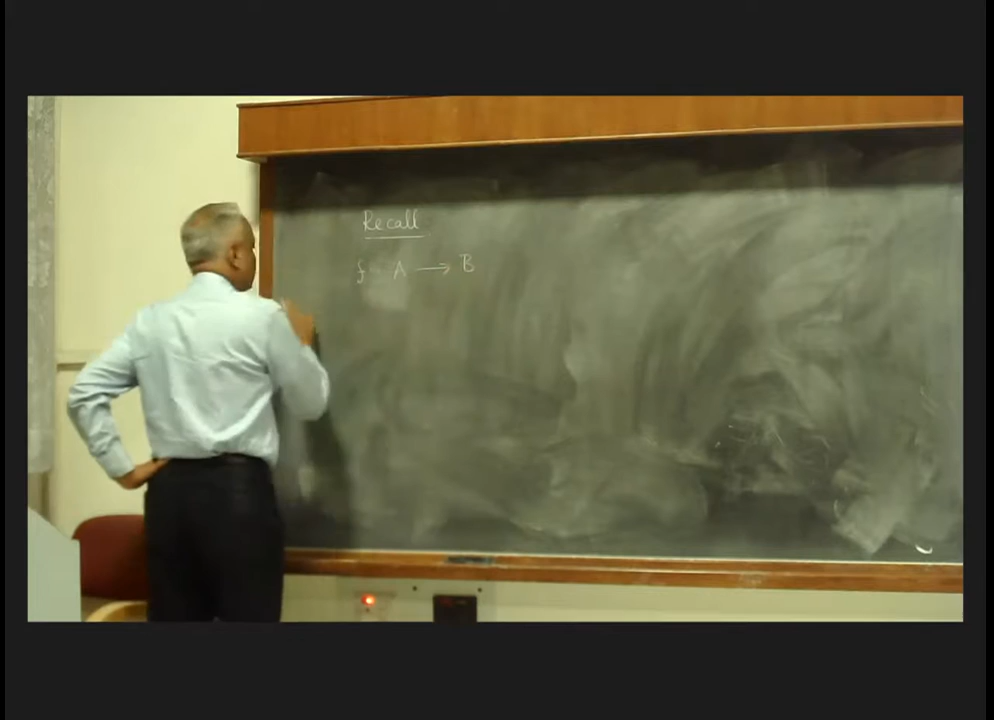 Recall
f : A → B